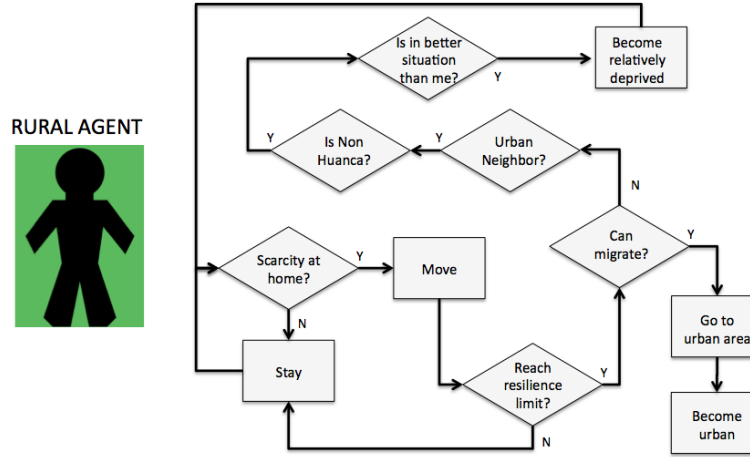 Is in better
situation
than me?
Y
Become
relatively
deprived
RURAL AGENT
Y
Is Non
Huanca?
Y
Urban
Neighbor?
N
Can
migrate?
Y
Scarcity at
home?
Y
Move
N
Go to
urban area
Stay
Reach
resilience
limit?
Y
N
Become
urban